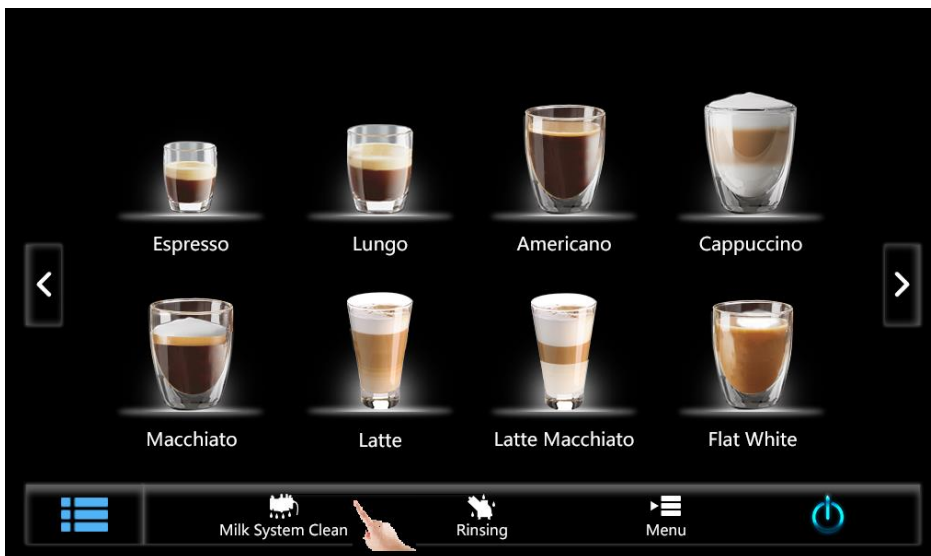 Espresso
Lungo
Americano
Cappuccino
Macchiato
Latte
Latte Macchiato
Flat White
Milk System Clean
Rinsing
Menu